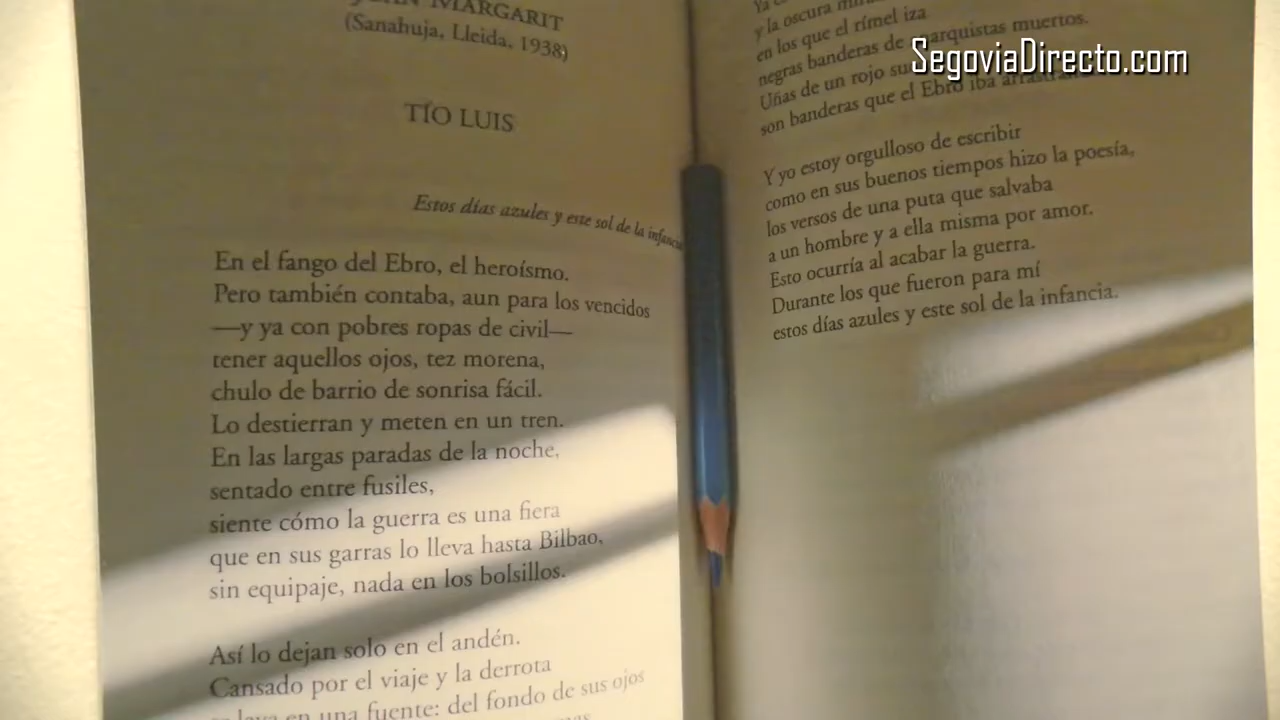 MARGARIT
(Sanahuja, Lleida, 1938)
TÍO LUIS
Estos días azules y este sol de la infancia
En el fango del Ebro, el heroísmo.
Pero también contaba, aun para los vencidos
—y ya con pobres ropas de civil—
tener aquellos ojos, tez morena,
chulo de barrio de sonrisa fácil.
Lo destierran y meten en un tren.
En las largas paradas de la noche,
sentado entre fusiles,
siente cómo la guerra es una fiera
que en sus garras lo lleva hasta Bilbao,
sin equipaje, nada en los bolsillos.
Así lo dejan solo en el andén.
Cansado por el viaje y la derrota
se lava en una fuente: del fondo de sus ojos
Ya
y la oscura
en los que el rímel iza
negras banderas de anarquistas muertos.
Uñas de un rojo
son banderas que el Ebro iba
Y yo estoy orgulloso de escribir
como en sus buenos tiempos hizo la poesía,
los versos de una puta que salvaba
a un hombre y a ella misma por amor.
Esto ocurría al acabar la guerra.
Durante los que fueron para mí
estos días azules y este sol de la infancia.
SegoviaDirecto.com